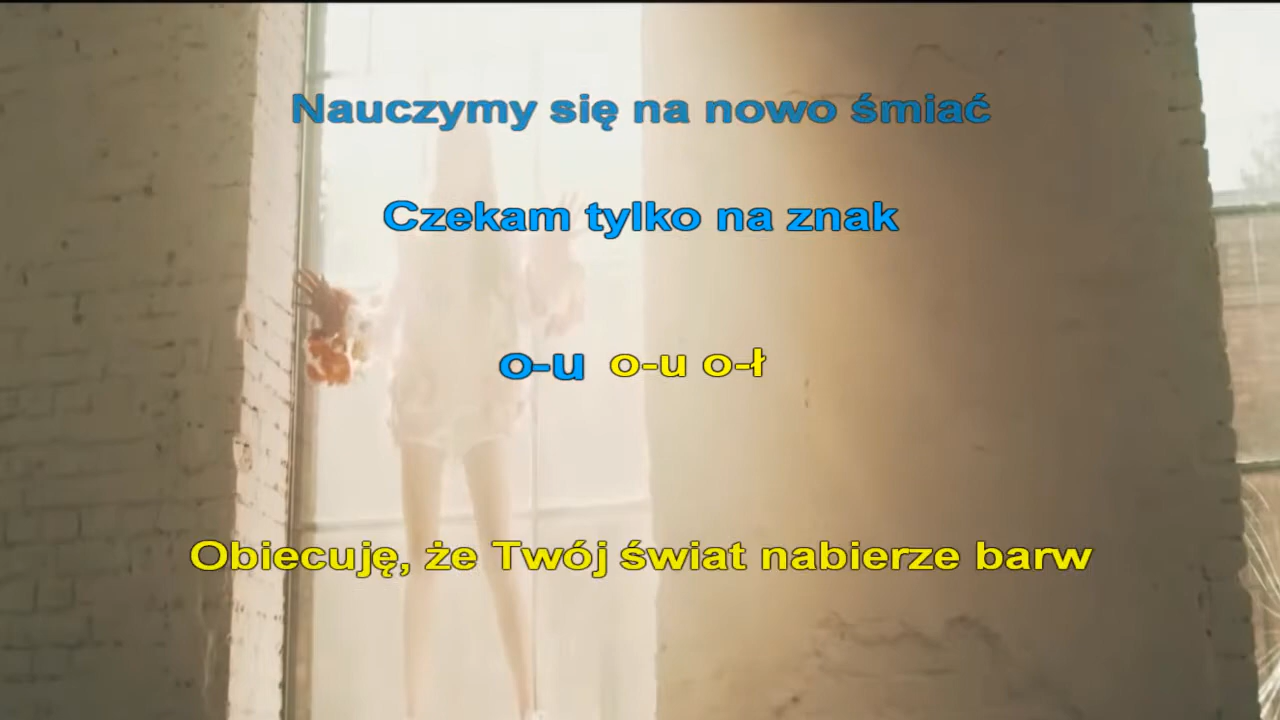 Nauczymy się na nowo śmiać
Czekam tylko na znak
o-u o-u o-ł
Obiecuję, że Twój świat nabierze barw